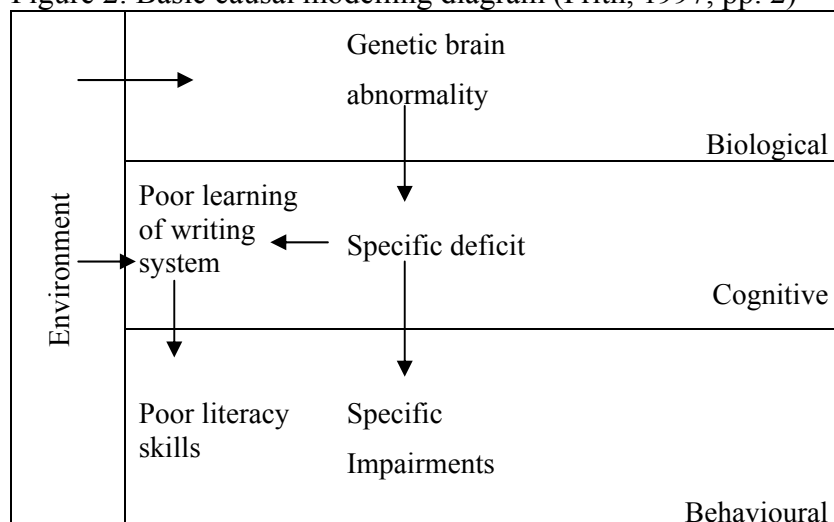 Figure 2: Basic causal modelling diagram (Frith, 1997, pp. 2)
Genetic brain
abnormality
Biological
Environment
Poor learning
of writing
system
Specific deficit
Cognitive
Poor literacy
skills
Specific
Impairments
Behavioural